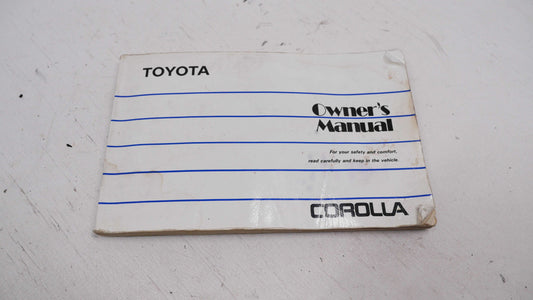 TOYOTA
Owner's
Manual
For your safety and comfort,
read carefully and keep in the vehicle.
COROLLA